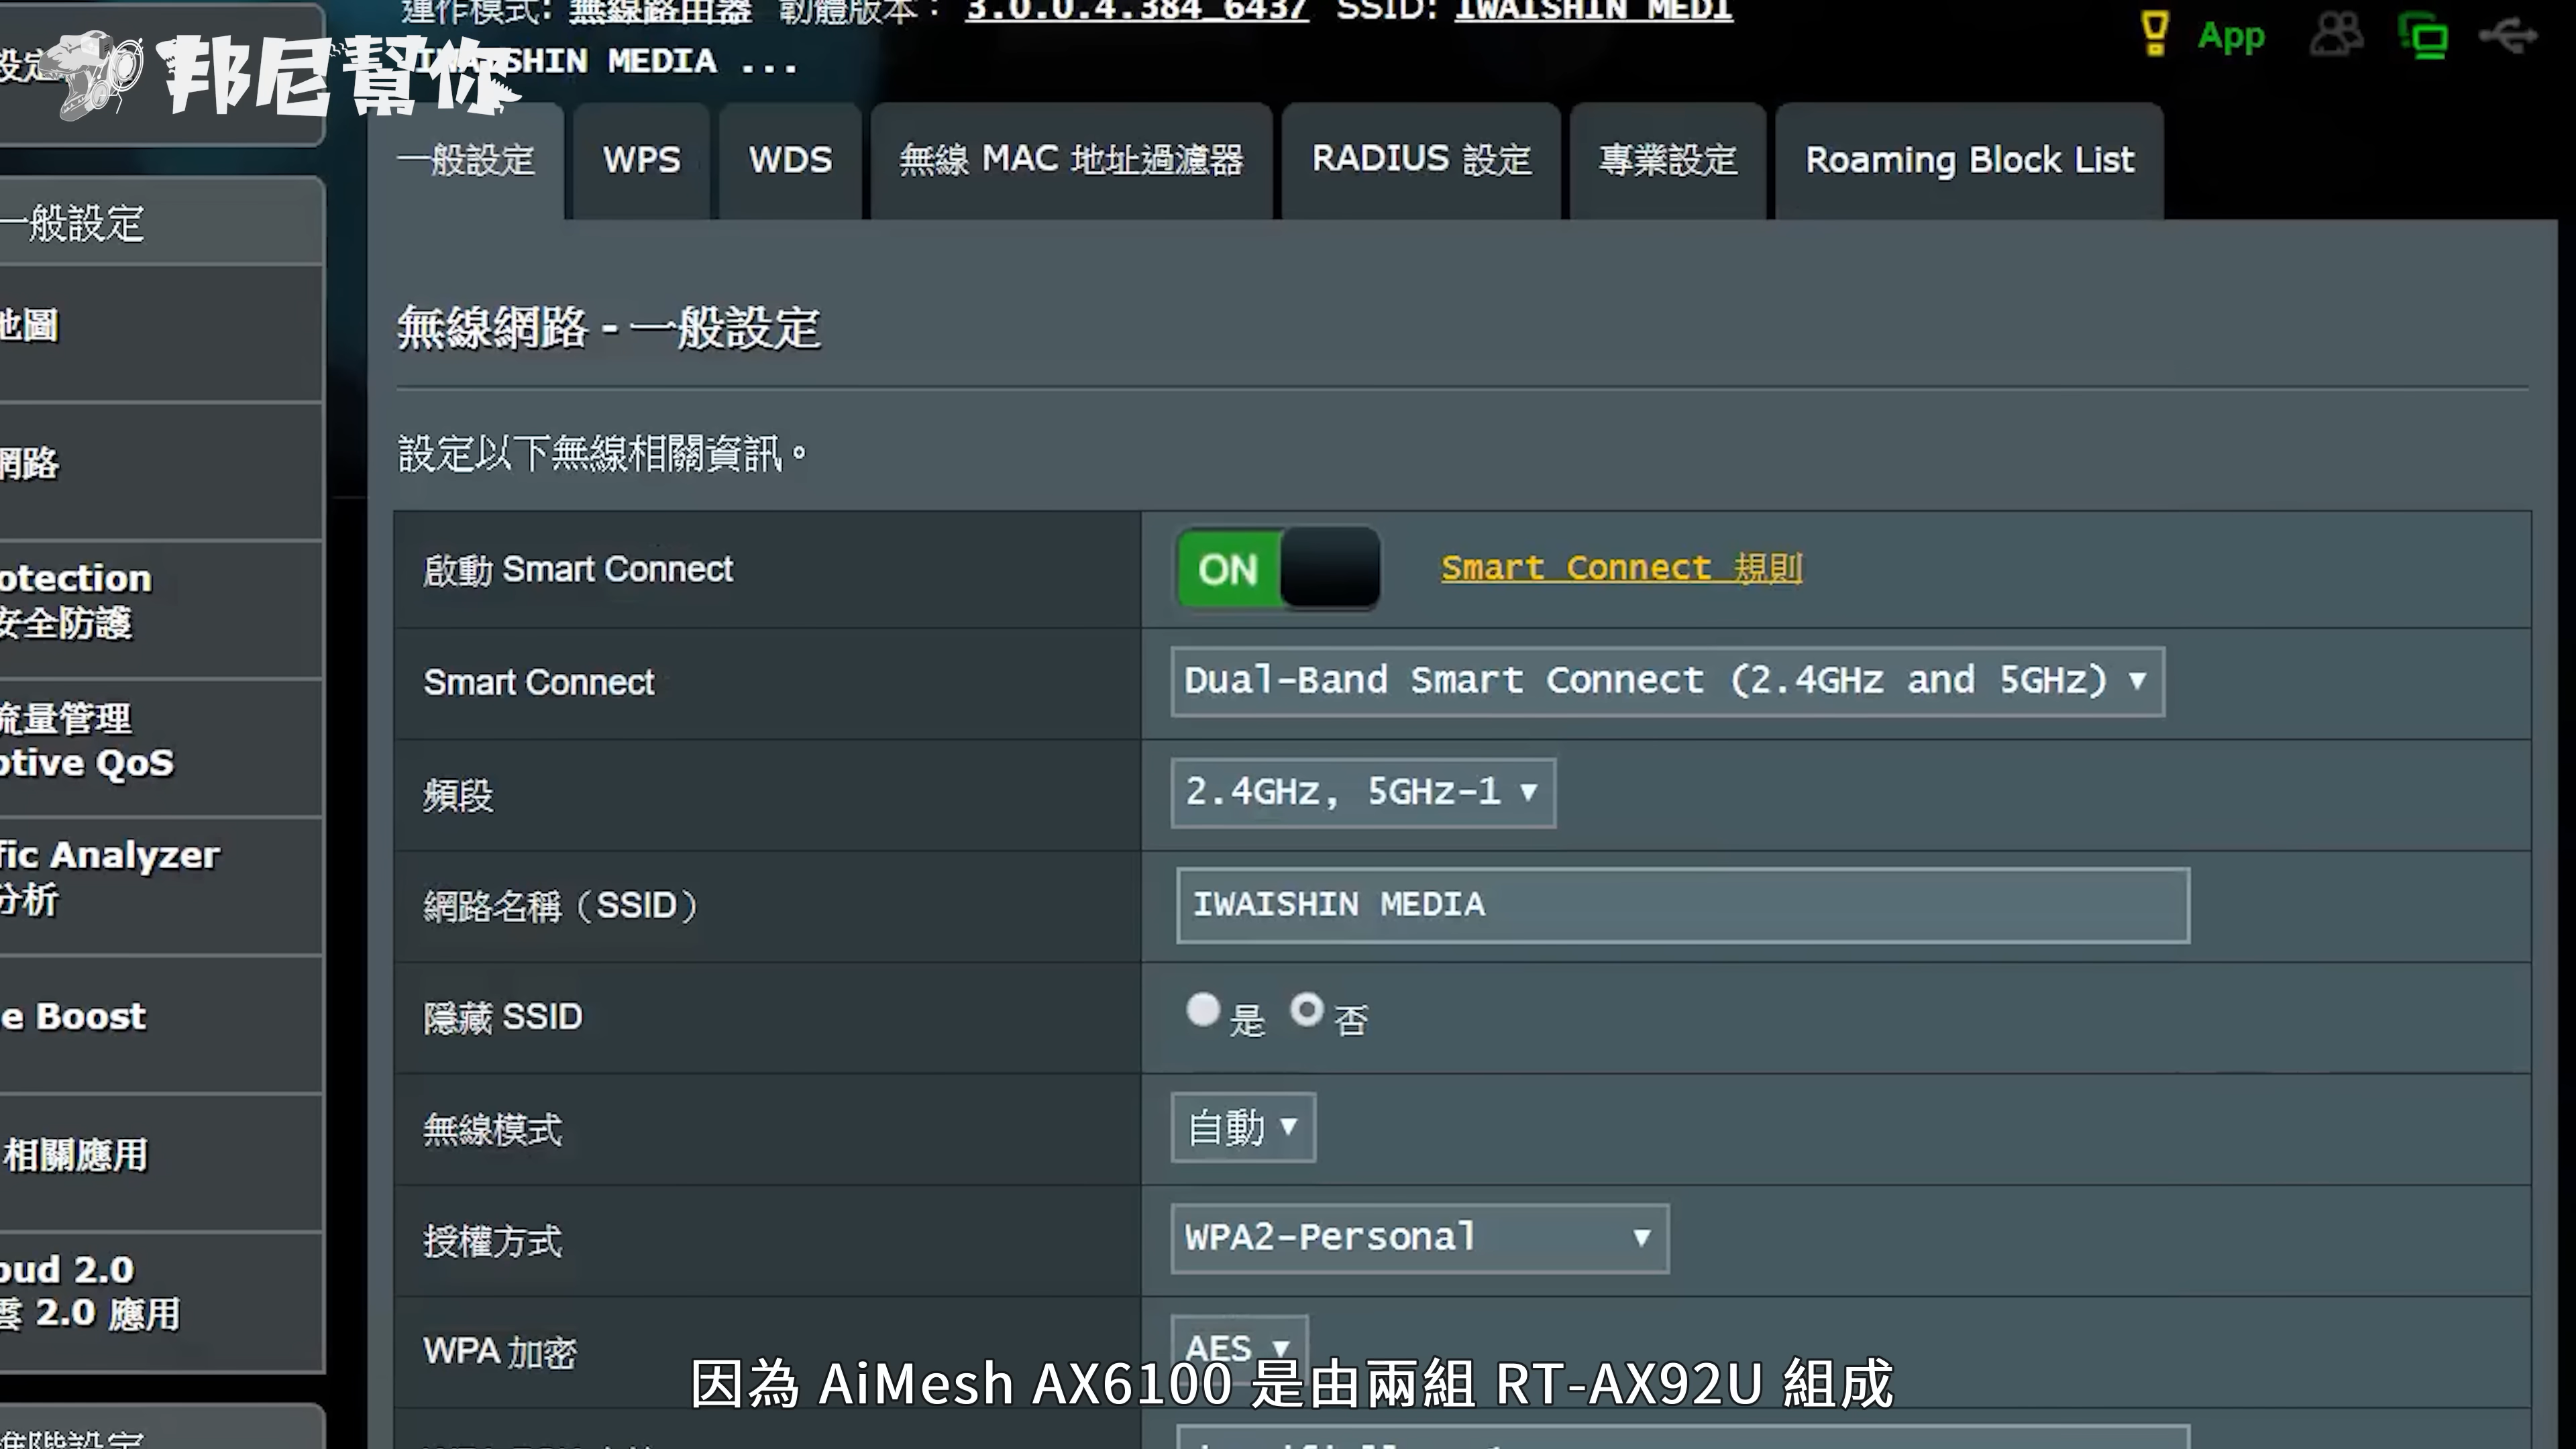 運作模式: 無線路由器 韌體版本: 3.0.0.4.384_6437 SSID: IWAISHIN MEDI
SHIN MEDIA ...
邦尼幫你
App
一般設定
WPS
WDS
無線 MAC 地址過濾器
RADIUS 設定
專業設定
Roaming Block List
一般設定
地圖
網路
otection
安全防護
流量管理
ptive QoS
fic Analyzer
分析
e Boost
相關應用
oud 2.0
雲 2.0 應用
進階設定
無線網路 - 一般設定
設定以下無線相關資訊。
啟動 Smart Connect ON Smart Connect 規則
Smart Connect Dual-Band Smart Connect (2.4GHz and 5GHz)
頻段 2.4GHz, 5GHz-1
網路名稱（SSID） IWAISHIN MEDIA
隱藏 SSID 是 否
無線模式 自動
授權方式 WPA2-Personal
WPA 加密 AES
因為 AiMesh AX6100 是由兩組 RT-AX92U 組成